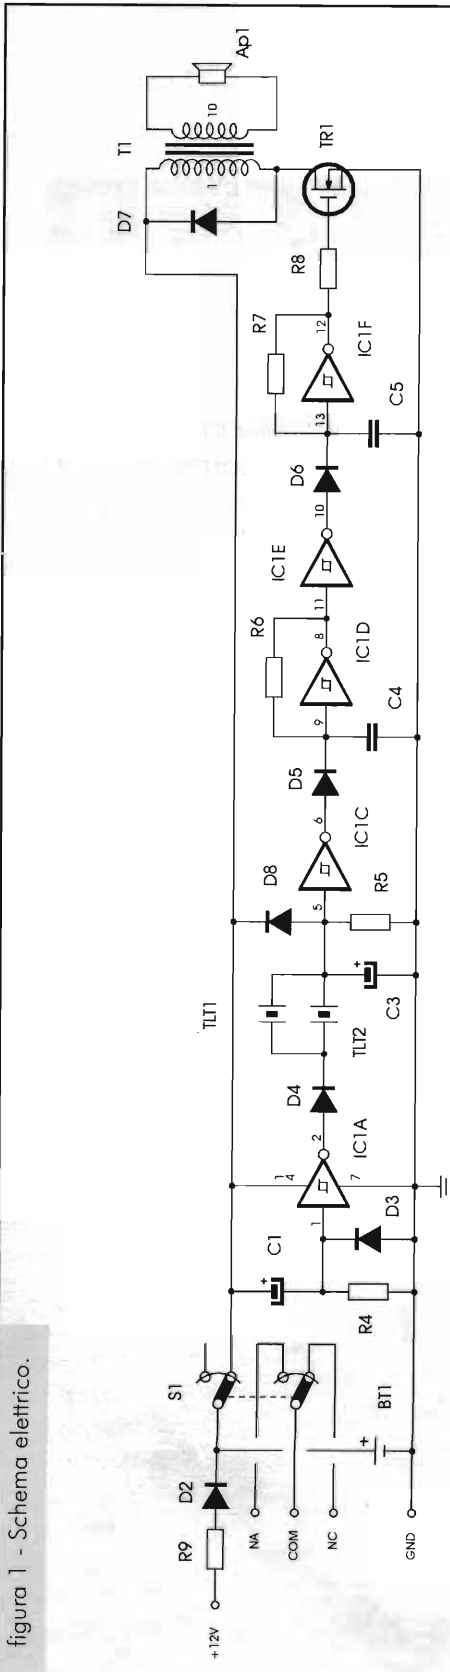 figura 1 - Schema elettrico.
+12V
R9
D2
NA
COM
NC
GND
S1
BT1
+
C1
+
R4
D3
1
1
4
7
2
IC1A
D4
TLT1
TLT2
C3
+
D8
R5
5
6
IC1C
D5
C4
9
8
IC1D
R6
11
10
IC1E
D6
13
12
IC1F
R7
C5
R8
TR1
D7
T1
1
10
Ap1